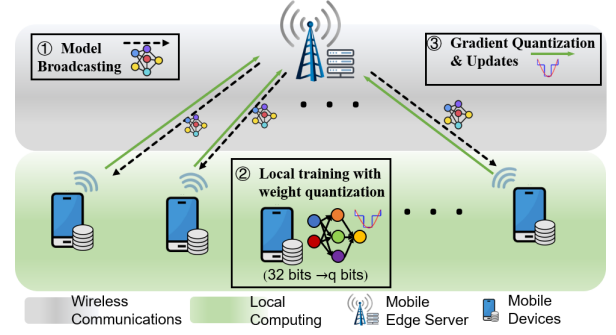 ① Model
Broadcasting
③ Gradient Quantization
& Updates
② Local training with
weight quantization
(32 bits →q bits)
Wireless
Communications
Local
Computing
Mobile
Edge Server
Mobile
Devices